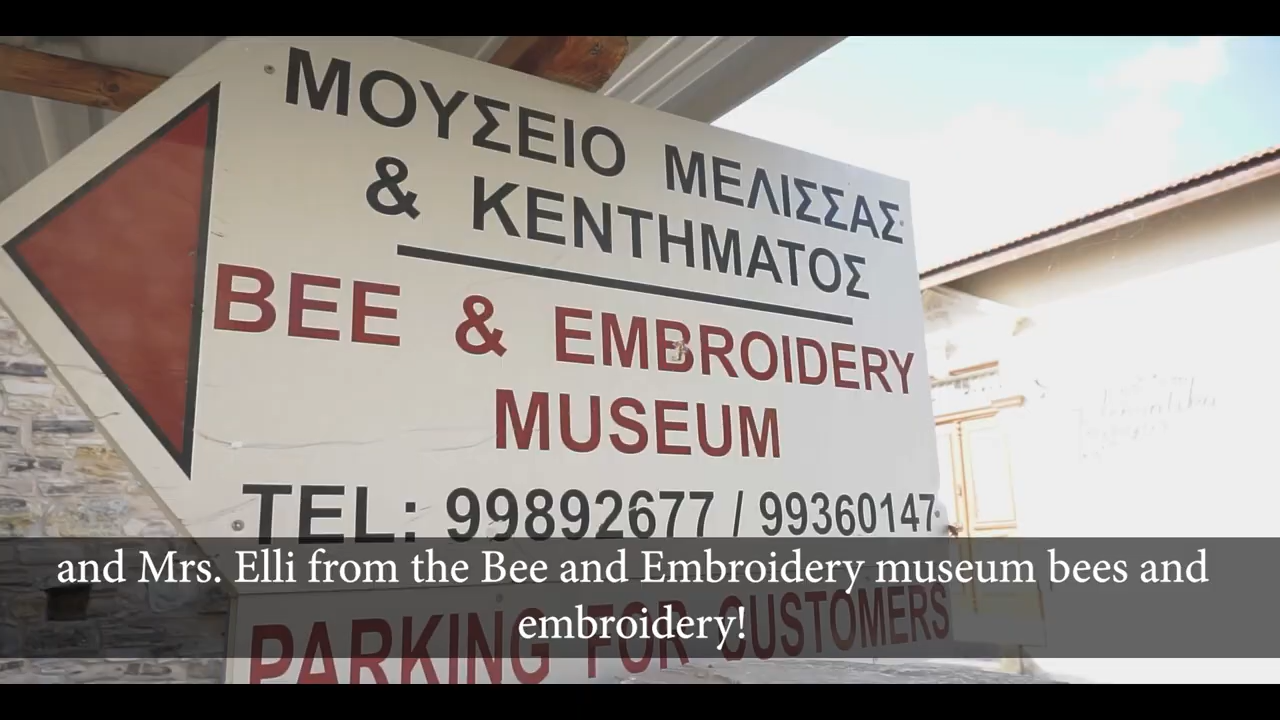 ΜΟΥΣΕΙΟ ΜΕΛΙΣΣΑΣ
& ΚΕΝΤΗΜΑΤΟΣ
BEE & EMBROIDERY
MUSEUM
TEL: 99892677 / 99360147
and Mrs. Elli from the Bee and Embroidery museum bees and
embroidery!
PARKING FOR CUSTOMERS